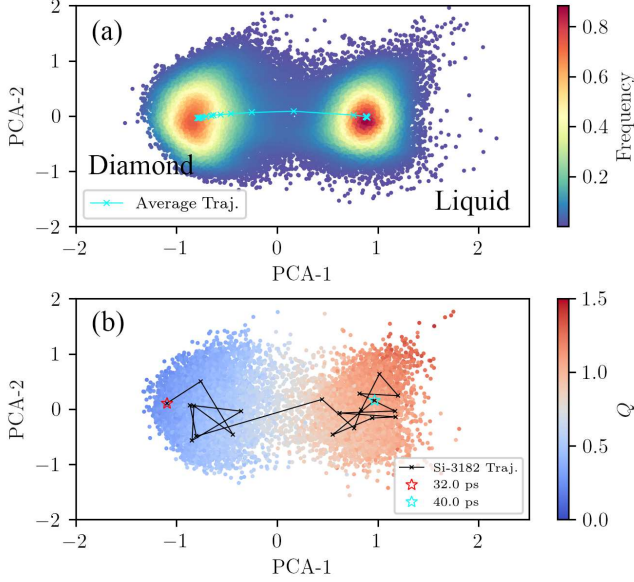 (a)
2
1
0
−1
−2
PCA-2
Diamond
Liquid
Average Traj.
−2
−1
0
1
2
PCA-1
0.8
0.6
0.4
0.2
Frequency
(b)
2
1
0
−1
−2
PCA-2
Si-3182 Traj.
32.0 ps
40.0 ps
−2
−1
0
1
2
PCA-1
1.5
1.0
0.5
0.0
Q